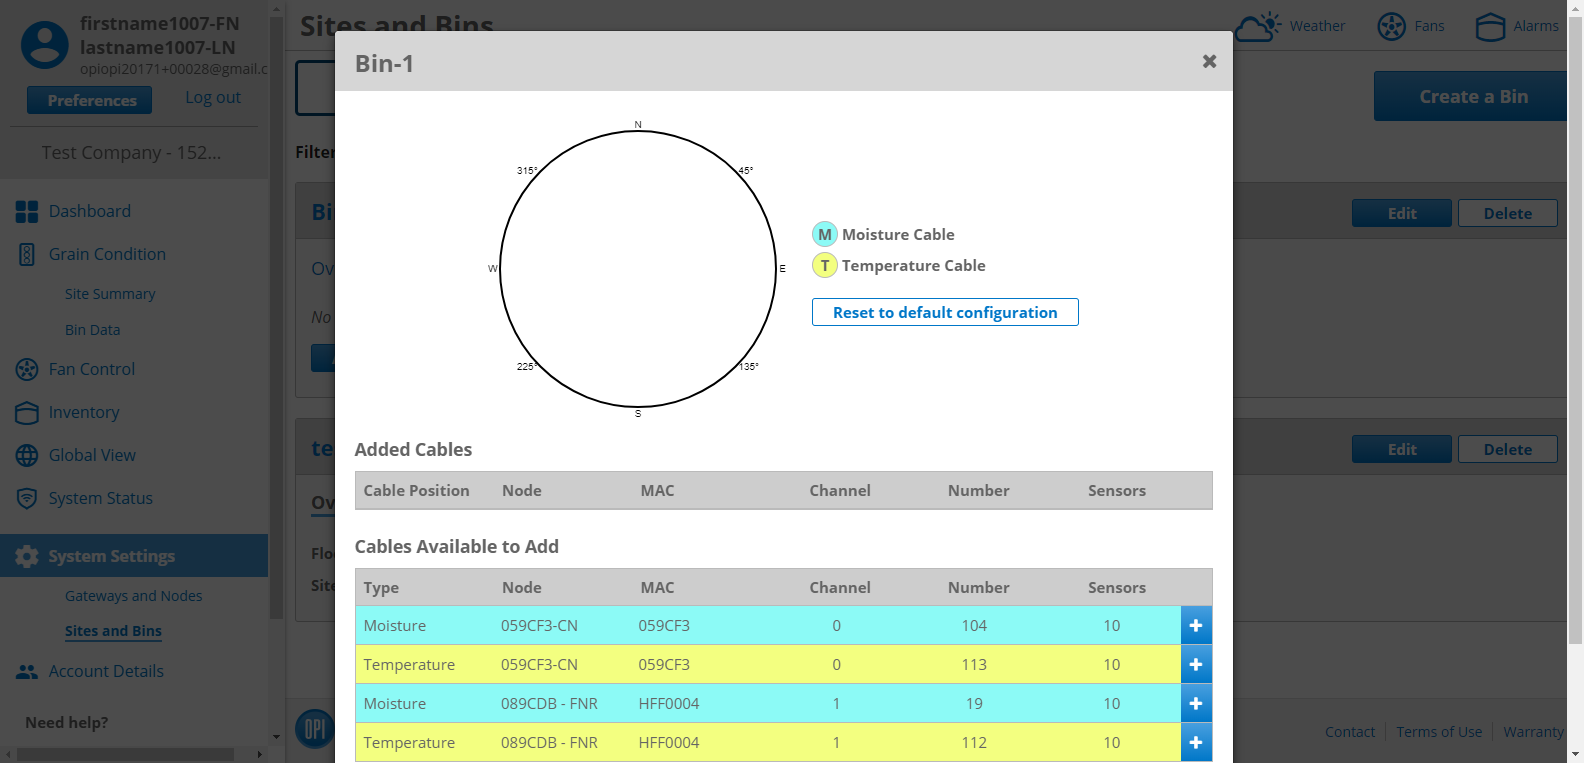 firstname1007-FN
lastname1007-LN
opiopi20171+00028@gmail.c
Preferences
Log out
Test Company - 152...
Dashboard
Grain Condition
Site Summary
Bin Data
Fan Control
Inventory
Global View
System Status
System Settings
Gateways and Nodes
Sites and Bins
Account Details
Need help?
Sites and Bins
Weather
Fans
Alarms
Create a Bin
Filter
Bi
Edit
Delete
Ov
No
te
Edit
Delete
Ov
Floo
Site
OPI
Contact
Terms of Use
Warranty
Bin-1
N
45°
E
135°
S
225°
W
315°
M Moisture Cable
T Temperature Cable
Reset to default configuration
Added Cables
Cable Position Node MAC Channel Number Sensors
Cables Available to Add
Type Node MAC Channel Number Sensors
Moisture 059CF3-CN 059CF3 0 104 10
Temperature 059CF3-CN 059CF3 0 113 10
Moisture 089CDB - FNR HFF0004 1 19 10
Temperature 089CDB - FNR HFF0004 1 112 10